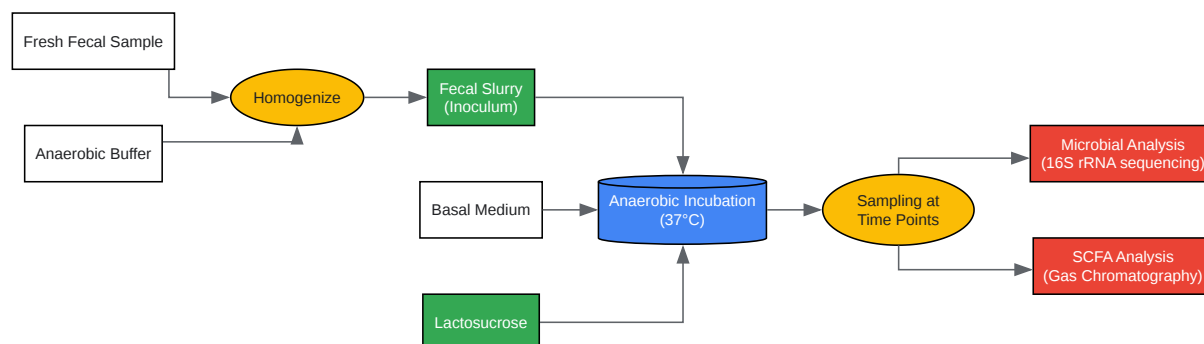 Fresh Fecal Sample
Homogenize
Anaerobic Buffer
Fecal Slurry
(Inoculum)
Basal Medium
Lactosucrose
Anaerobic Incubation
(37°C)
Sampling at
Time Points
Microbial Analysis
(16S rRNA sequencing)
SCFA Analysis
(Gas Chromatography)